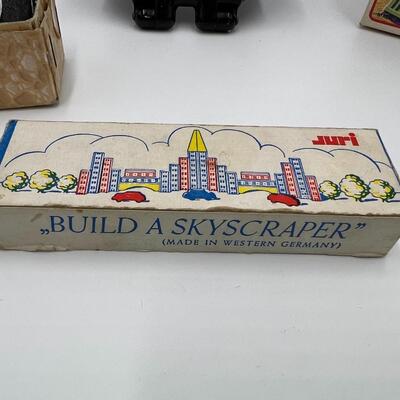 Juri
„BUILD A SKYSCRAPER”
(MADE IN WESTERN GERMANY)